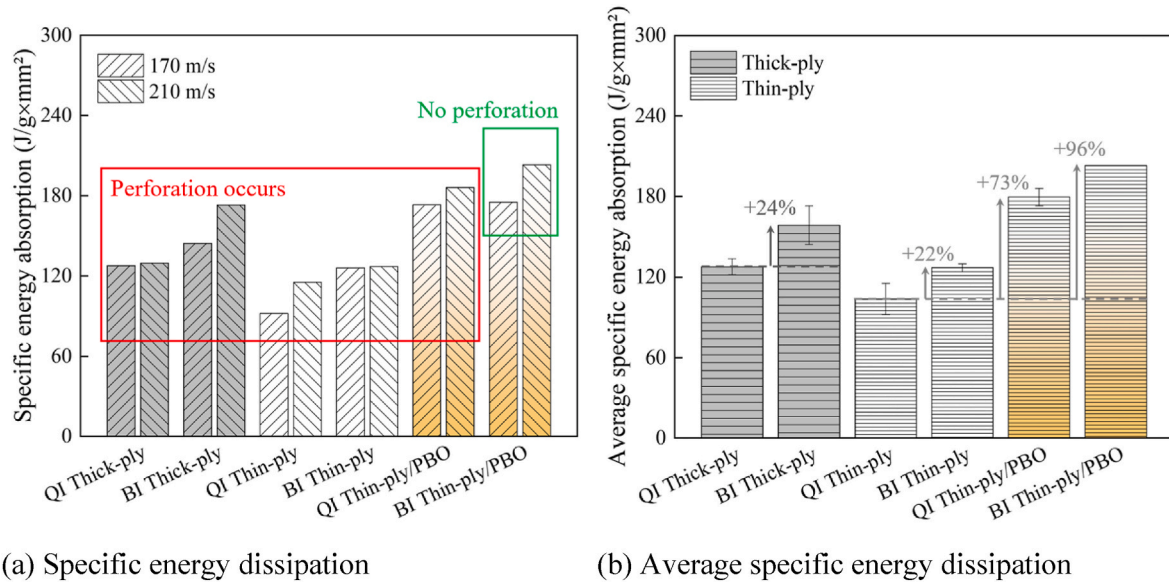 300
240
180
120
60
0
Specific energy absorption (J/g×mm²)
170 m/s
210 m/s
No perforation
Perforation occurs
QI Thick-ply
BI Thick-ply
QI Thin-ply
BI Thin-ply
QI Thin-ply/PBO
BI Thin-ply/PBO
(a) Specific energy dissipation
300
240
180
120
60
0
Average specific energy absorption (J/g×mm²)
Thick-ply
Thin-ply
+24%
+22%
+73%
+96%
QI Thick-ply
BI Thick-ply
QI Thin-ply
BI Thin-ply
QI Thin-ply/PBO
BI Thin-ply/PBO
(b) Average specific energy dissipation